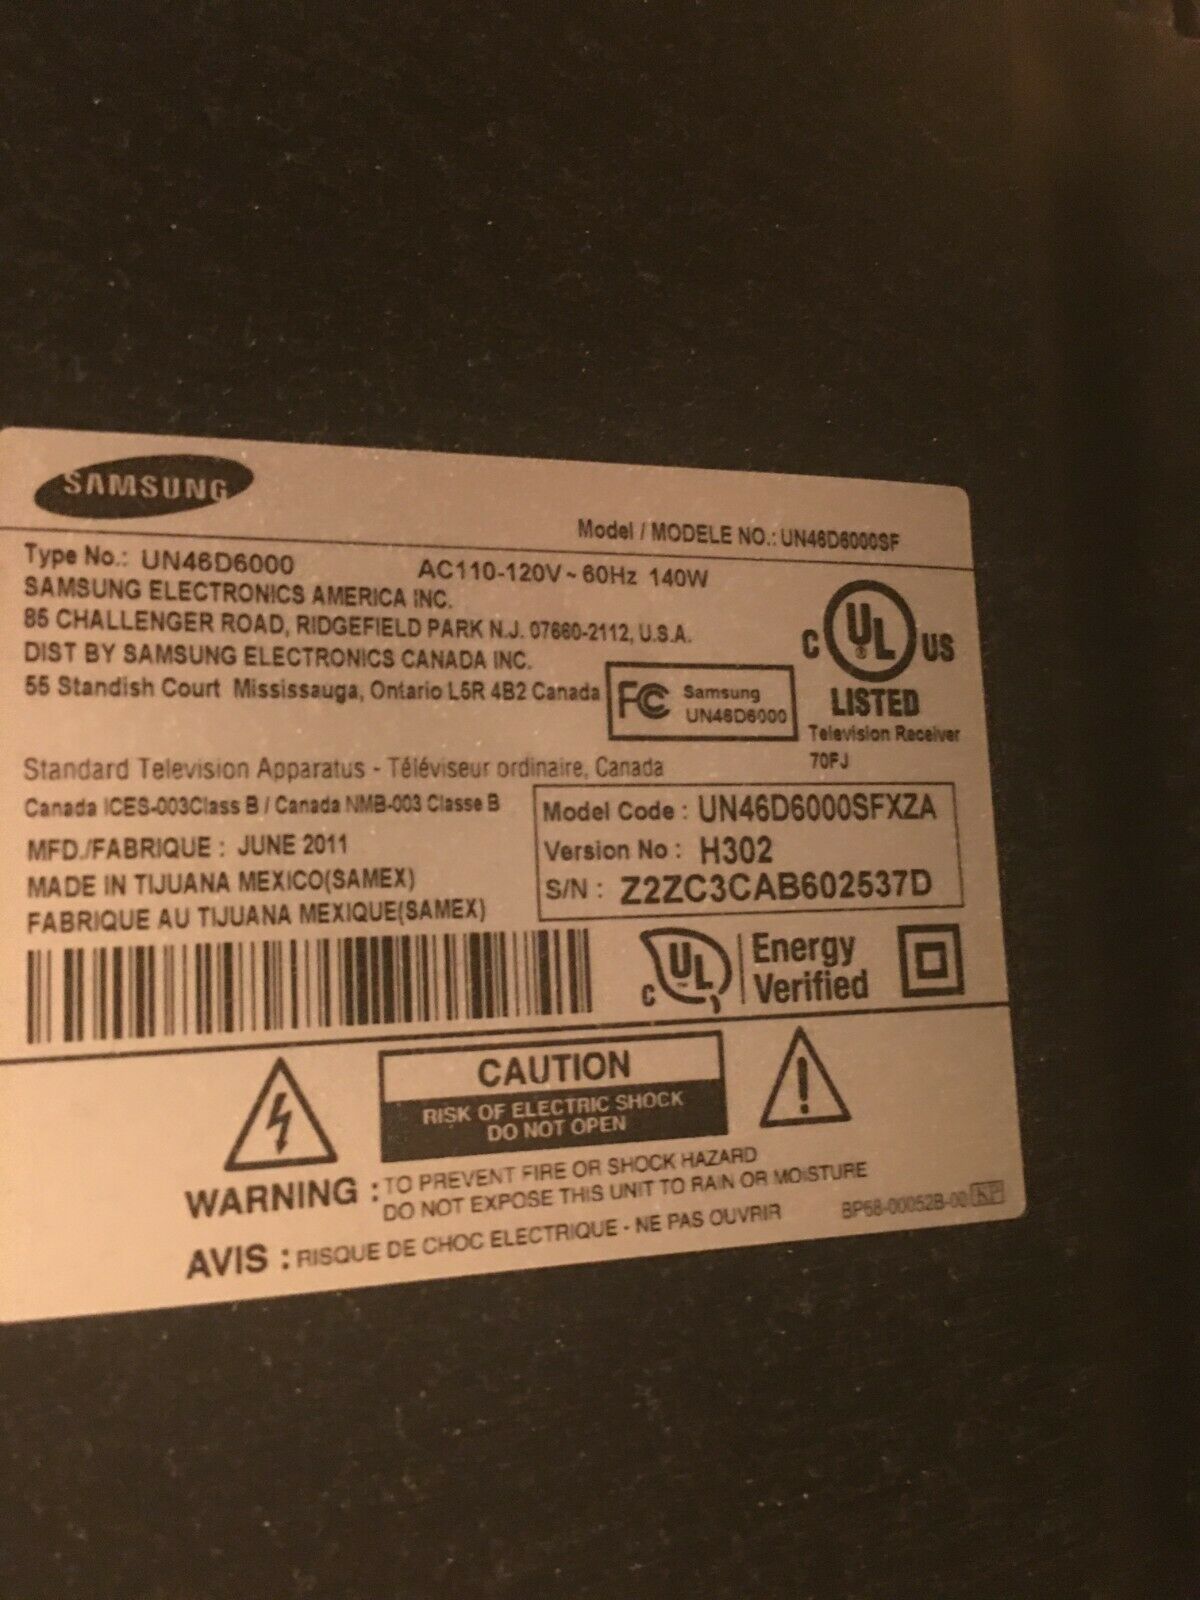 SAMSUNG
Model / MODELE NO.: UN46D6000SF
Type No.: UN46D6000 AC110-120V ~ 60Hz 140W
SAMSUNG ELECTRONICS AMERICA INC.
85 CHALLENGER ROAD, RIDGEFIELD PARK N.J. 07660-2112, U.S.A.
DIST BY SAMSUNG ELECTRONICS CANADA INC.
55 Standish Court Mississauga, Ontario L5R 4B2 Canada
FC Samsung
UN46D6000
C UL US
LISTED
Television Receiver
70FJ
Standard Television Apparatus - Téléviseur ordinaire, Canada
Canada ICES-003Class B / Canada NMB-003 Classe B
MFD./FABRIQUE : JUNE 2011
MADE IN TIJUANA MEXICO(SAMEX)
FABRIQUE AU TIJUANA MEXIQUE(SAMEX)
Model Code : UN46D6000SFXZA
Version No : H302
S/N : Z2ZC3CAB602537D
C UL Energy
Verified
CAUTION
RISK OF ELECTRIC SHOCK
DO NOT OPEN
WARNING : TO PREVENT FIRE OR SHOCK HAZARD
DO NOT EXPOSE THIS UNIT TO RAIN OR MOISTURE
AVIS : RISQUE DE CHOC ELECTRIQUE - NE PAS OUVRIR
BP68-00052B-00